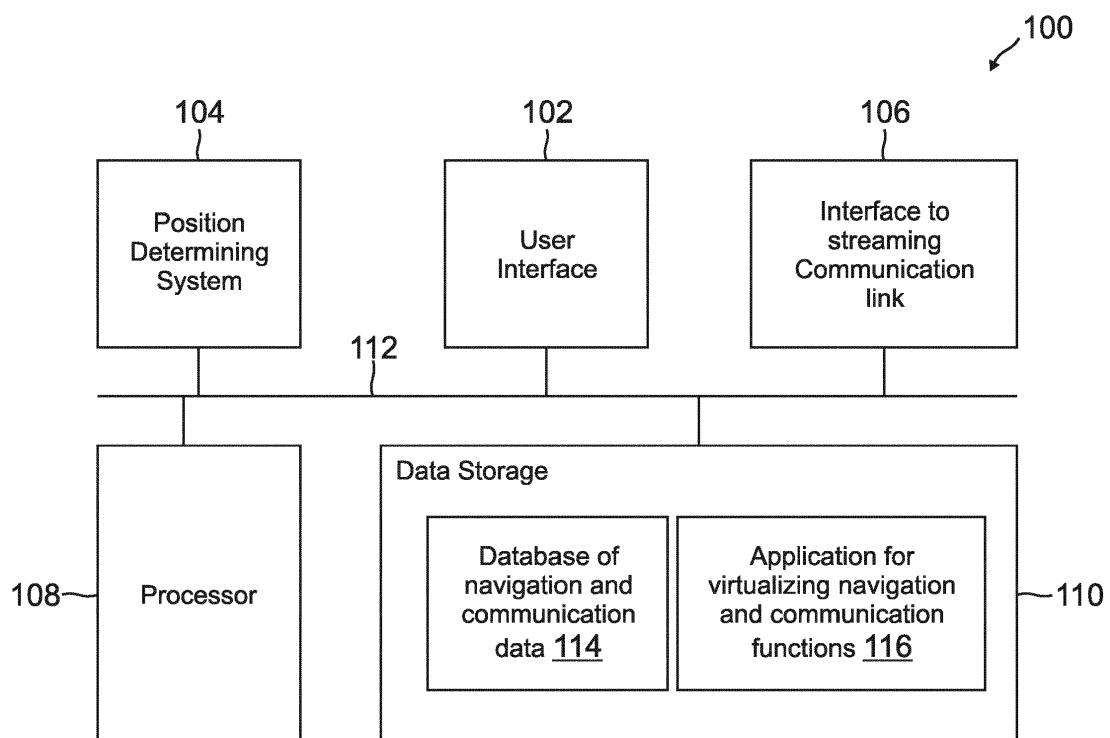 100
104
102
106
Position
Determining
System
User
Interface
Interface to
streaming
Communication
link
112
Data Storage
108
Processor
Database of
navigation and
communication
data 114
Application for
virtualizing navigation
and communication
functions 116
110